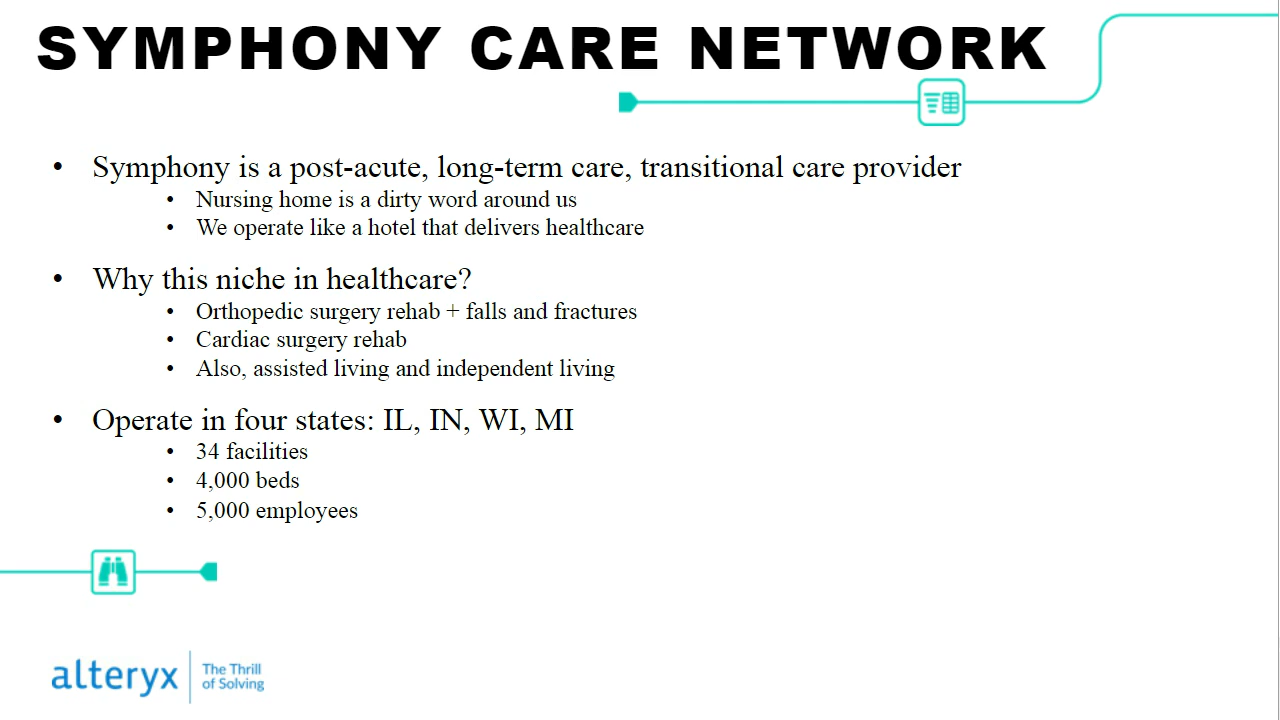 SYMPHONY CARE NETWORK
• Symphony is a post-acute, long-term care, transitional care provider
• Nursing home is a dirty word around us
• We operate like a hotel that delivers healthcare
• Why this niche in healthcare?
• Orthopedic surgery rehab + falls and fractures
• Cardiac surgery rehab
• Also, assisted living and independent living
• Operate in four states: IL, IN, WI, MI
• 34 facilities
• 4,000 beds
• 5,000 employees
alteryx
The Thrill
of Solving